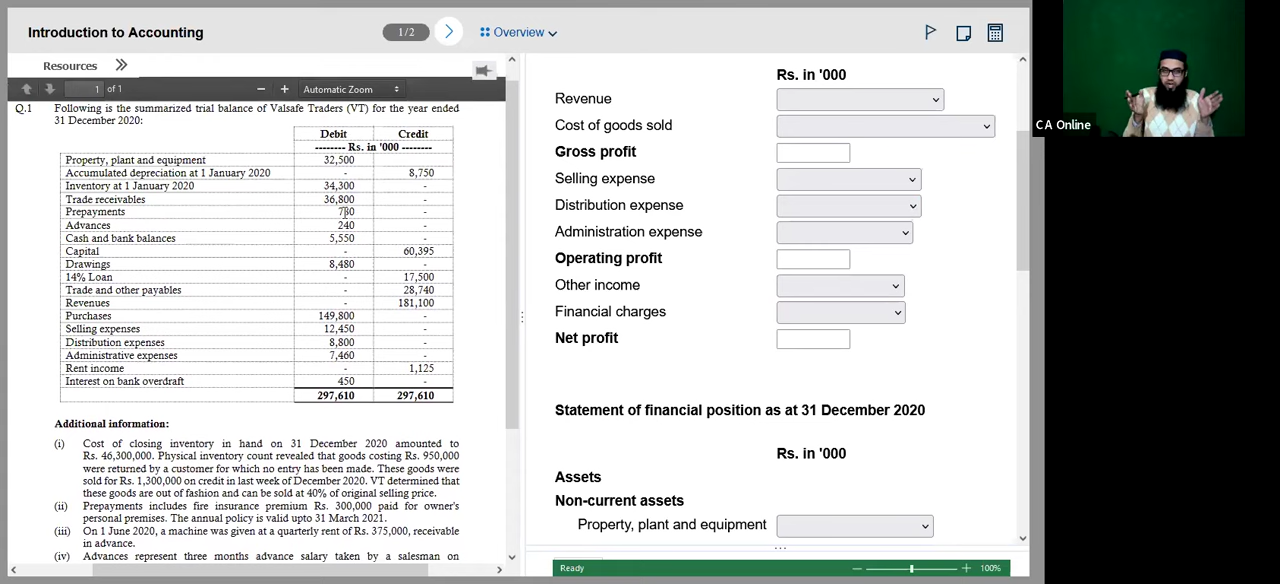 Introduction to Accounting
1/2
Overview
Resources
1 of 1
Automatic Zoom
Q.1 Following is the summarized trial balance of Valsafe Traders (VT) for the year ended
31 December 2020:
Debit Credit
-------- Rs. in '000 --------
Property, plant and equipment 32,500
Accumulated depreciation at 1 January 2020 - 8,750
Inventory at 1 January 2020 34,300 -
Trade receivables 36,800 -
Prepayments -
Advances 240 -
Cash and bank balances 5,550 -
Capital - 60,395
Drawings 8,480 -
14% Loan - 17,500
Trade and other payables - 28,740
Revenues - 181,100
Purchases 149,800 -
Selling expenses 12,450 -
Distribution expenses 8,800 -
Administrative expenses 7,460 -
Rent income - 1,125
Interest on bank overdraft 450 -
297,610 297,610
Additional information:
(i) Cost of closing inventory in hand on 31 December 2020 amounted to
Rs. 46,300,000. Physical inventory count revealed that goods costing Rs. 950,000
were returned by a customer for which no entry has been made. These goods were
sold for Rs. 1,300,000 on credit in last week of December 2020. VT determined that
these goods are out of fashion and can be sold at 40% of original selling price.
(ii) Prepayments includes fire insurance premium Rs. 300,000 paid for owner's
personal premises. The annual policy is valid upto 31 March 2021.
(iii) On 1 June 2020, a machine was given at a quarterly rent of Rs. 375,000, receivable
in advance.
(iv) Advances represent three months advance salary taken by a salesman on
Rs. in '000
Revenue
Cost of goods sold
Gross profit
Selling expense
Distribution expense
Administration expense
Operating profit
Other income
Financial charges
Net profit
Statement of financial position as at 31 December 2020
Rs. in '000
Assets
Non-current assets
Property, plant and equipment
Ready
100%
CA Online